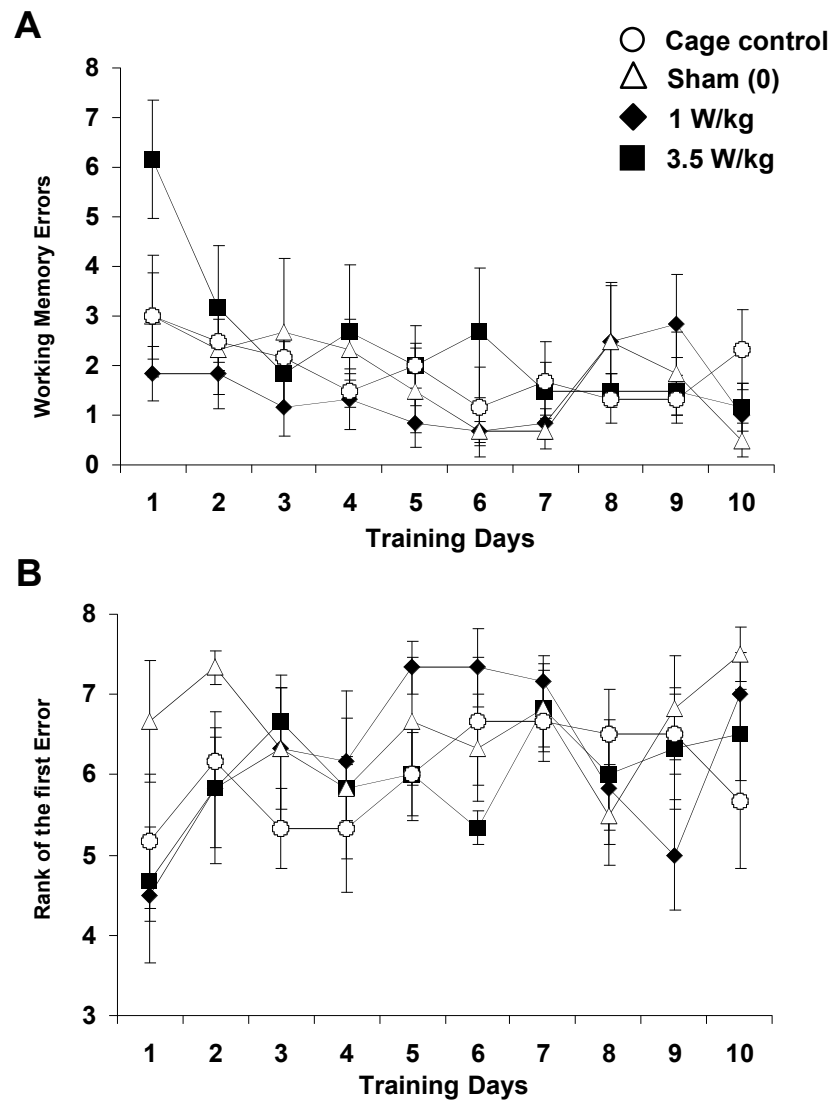 A
Cage control
Sham (0)
1 W/kg
3.5 W/kg
8
7
6
5
4
3
2
1
0
Working Memory Errors
1 2 3 4 5 6 7 8 9 10
Training Days
B
8
7
6
5
4
3
Rank of the first Error
1 2 3 4 5 6 7 8 9 10
Training Days